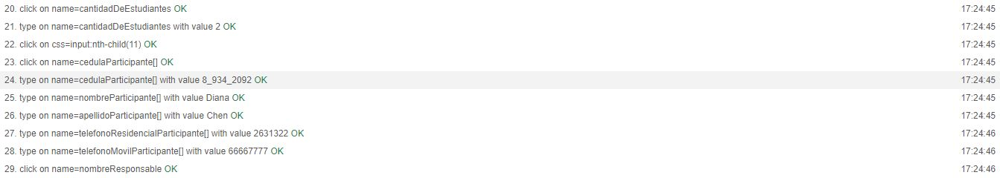 20. click on name=cantidadDeEstudiantes OK 17:24:45
21. type on name=cantidadDeEstudiantes with value 2 OK 17:24:45
22. click on css=input:nth-child(11) OK 17:24:45
23. click on name=cedulaParticipante[] OK 17:24:45
24. type on name=cedulaParticipante[] with value 8_934_2092 OK 17:24:45
25. type on name=nombreParticipante[] with value Diana OK 17:24:45
26. type on name=apellidoParticipante[] with value Chen OK 17:24:45
27. type on name=telefonoResidencialParticipante[] with value 2631322 OK 17:24:46
28. type on name=telefonoMovilParticipante[] with value 66667777 OK 17:24:46
29. click on name=nombreResponsable OK 17:24:46